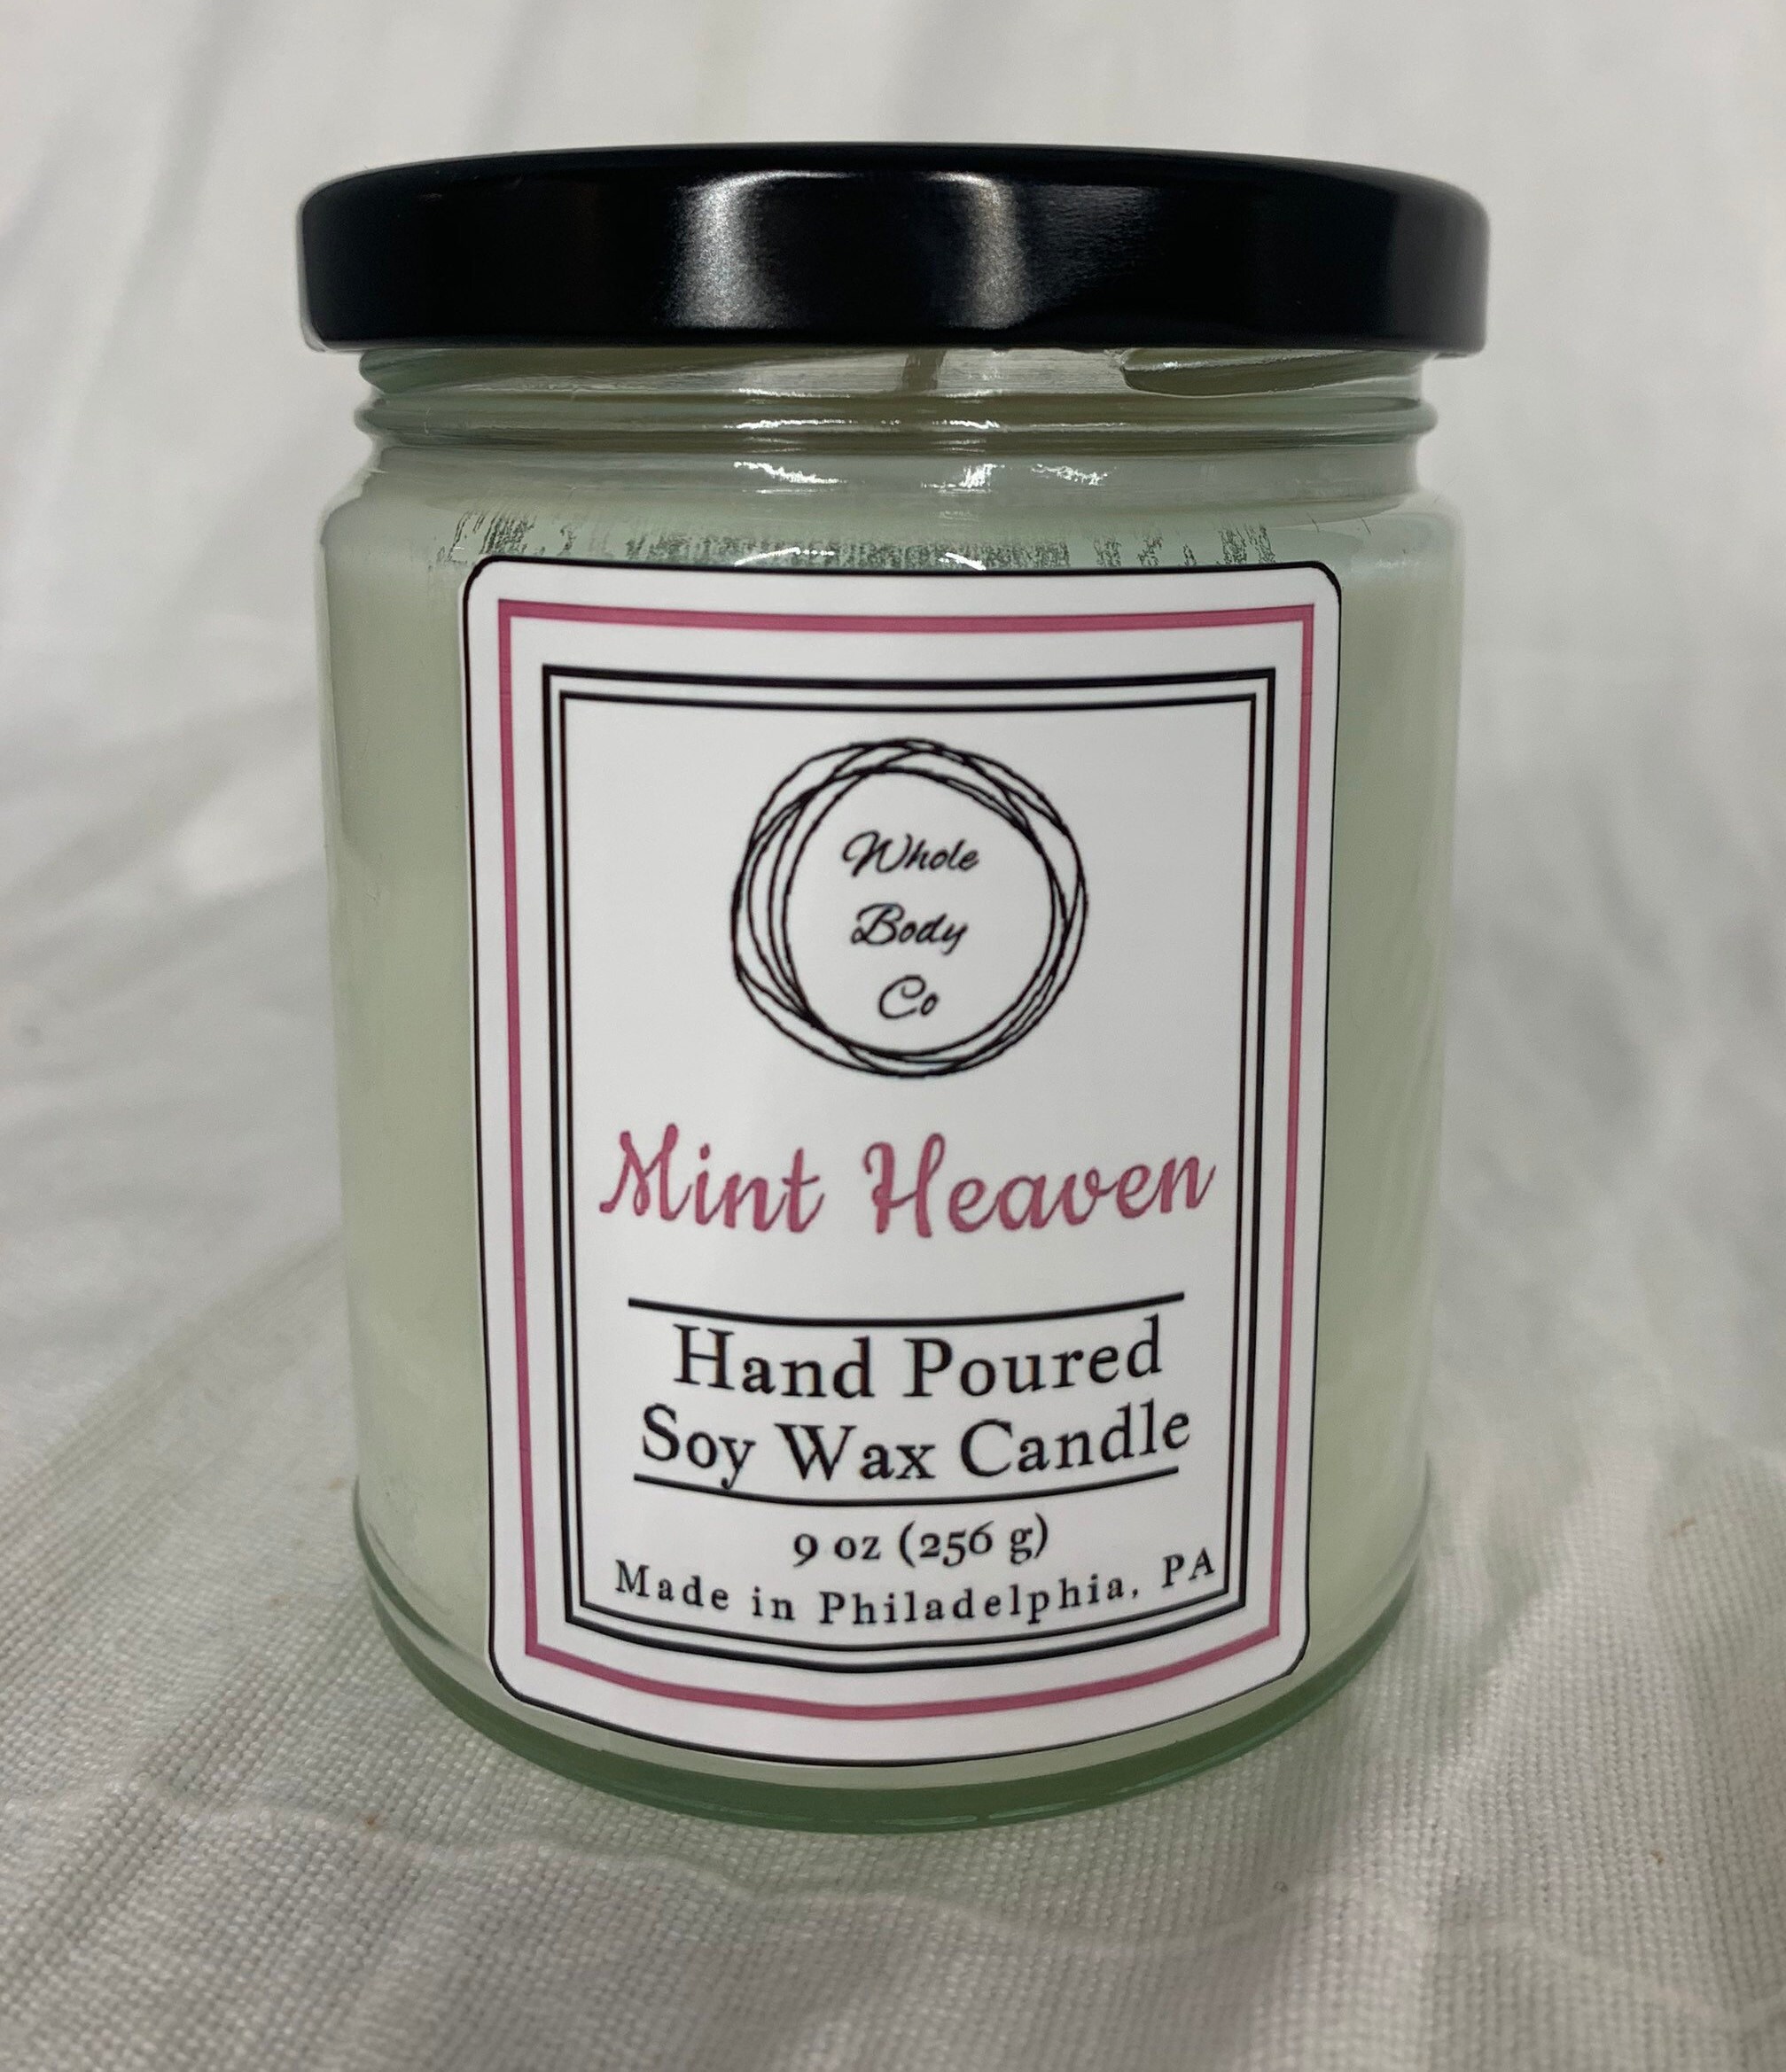 Whole
Body
Co
Mint Heaven
Hand Poured
Soy Wax Candle
9 oz (256 g)
Made in Philadelphia, PA